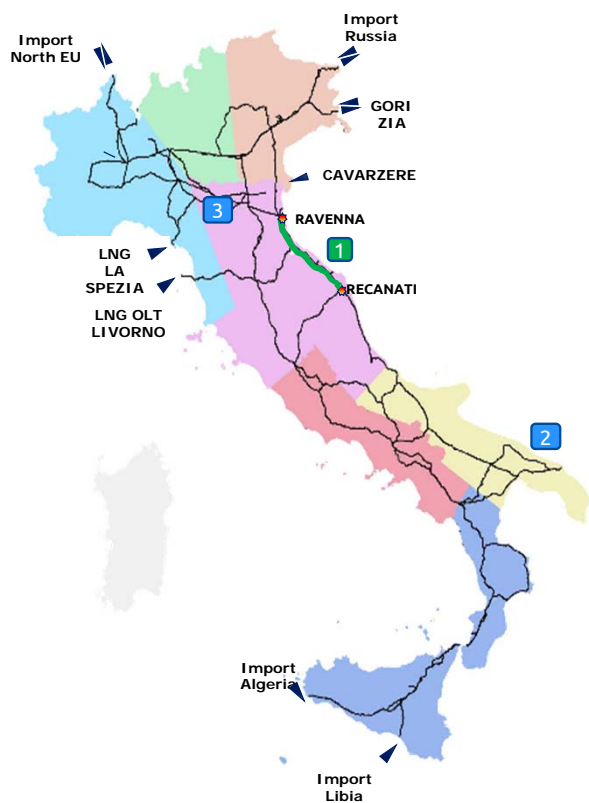 Import
Russia
Import
North EU
GORI
ZIA
CAVARZERE
3
RAVENNA
1
LNG
LA
SPEZIA
RECANATI
LNG OLT
LIVORNO
2
Import
Algeria
Import
Libia